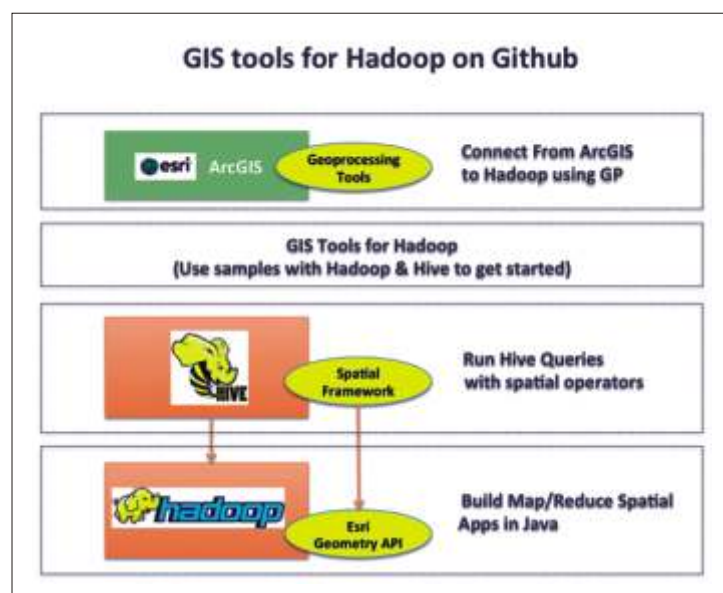 GIS tools for Hadoop on Github
esri ArcGIS
Geoprocessing
Tools
Connect From ArcGIS
to Hadoop using GP
GIS Tools for Hadoop
(Use samples with Hadoop & Hive to get started)
HIVE
Spatial
Framework
Run Hive Queries
with spatial operators
hadoop
Esri
Geometry API
Build Map/Reduce Spatial
Apps in Java